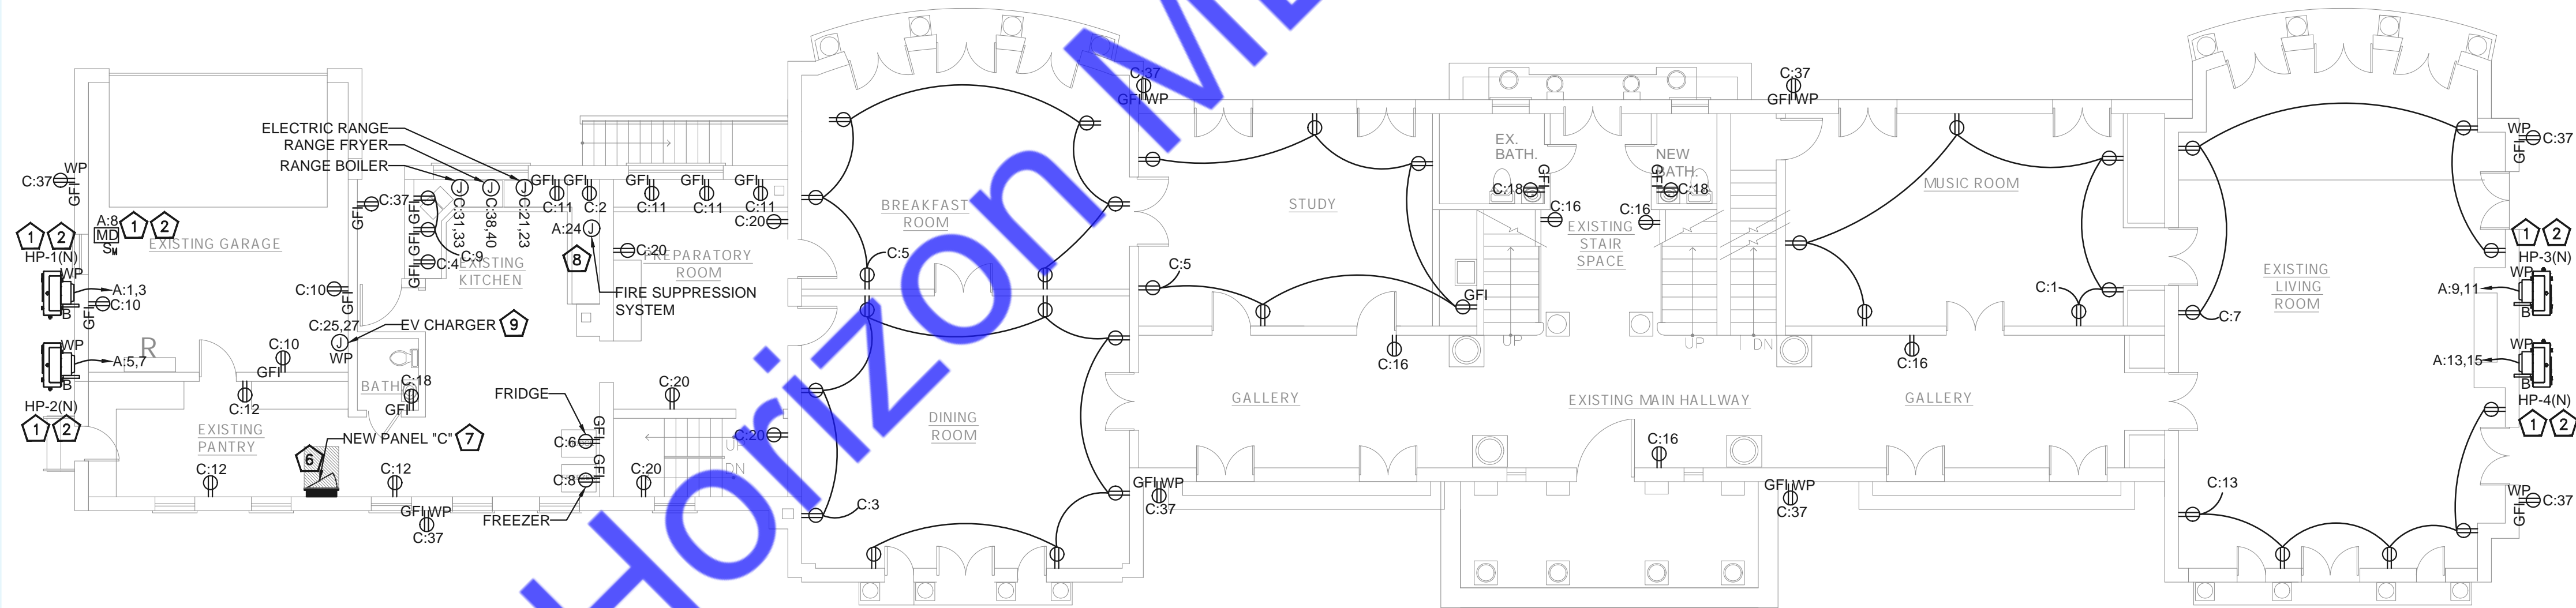 ELECTRIC RANGE
RANGE FRYER
RANGE BOILER
WP
C:37
GFI
A:8
MD
S
M
1
2
EXISTING GARAGE
1
2
HP-1(N)
WP
A:1,3
B
GFI
C:10
WP
A:5,7
B
HP-2(N)
1
2
R
C:37
GFI
GFI
GFI
GFI
C:4
C:9
C:31,33
C:38,40
C:21,23
EXISTING
KITCHEN
GFI
C:11
GFI
C:2
GFI
C:11
GFI
C:11
GFI
C:11
C:20
A:24
8
C:20
PREPARATORY
ROOM
FIRE SUPPRESSION
SYSTEM
C:10
GFI
C:25,27
WP
EV CHARGER
9
C:10
GFI
C:12
BATH
C:18
GFI
EXISTING
PANTRY
NEW PANEL "C"
7
6
C:12
C:12
GFI
WP
C:37
FRIDGE
C:6
GFI
C:8
GFI
FREEZER
C:20
C:20
C:20
UP
DN
BREAKFAST
ROOM
C:5
DINING
ROOM
C:3
C:37
GFI
WP
STUDY
C:5
GFI
GALLERY
C:16
GFI
WP
C:37
EX.
BATH.
GFI
C:18
C:16
NEW
BATH.
GFI
C:18
C:16
EXISTING
STAIR
SPACE
UP
UP
DN
EXISTING MAIN HALLWAY
C:16
C:37
GFI
WP
MUSIC ROOM
C:1
C:16
GALLERY
GFI
WP
C:37
EXISTING
LIVING
ROOM
C:7
C:13
WP
C:37
GFI
1
2
HP-3(N)
WP
A:9,11
B
WP
A:13,15
B
HP-4(N)
1
2
WP
C:37
GFI
Horizon